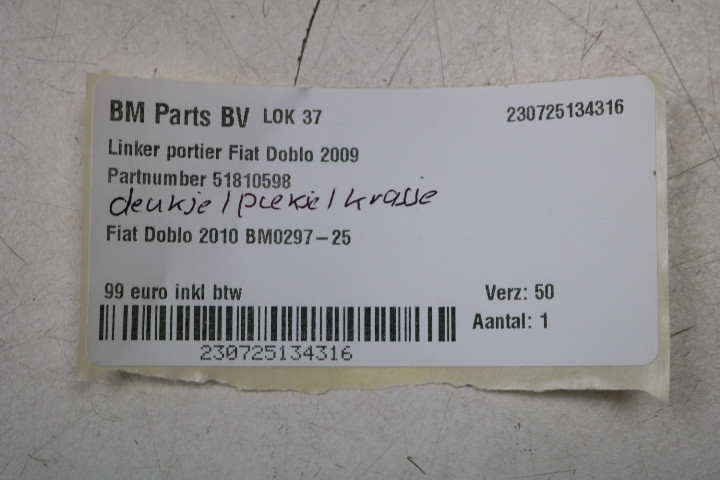 BM Parts BV LOK 37 230725134316
Linker portier Fiat Doblo 2009
Partnumber 51810598
deukje / plekje / krasje
Fiat Doblo 2010 BM0297-25
99 euro inkl btw Verz: 50
Aantal: 1
230725134316